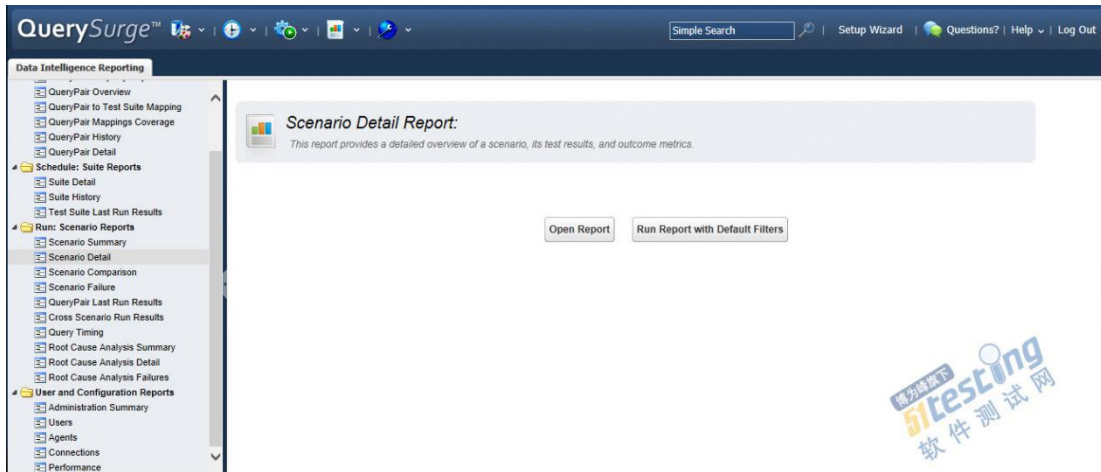 QuerySurge™
Simple Search
Setup Wizard | Questions? | Help | Log Out
Data Intelligence Reporting
QueryPair Overview
QueryPair to Test Suite Mapping
QueryPair Mappings Coverage
QueryPair History
QueryPair Detail
Schedule: Suite Reports
Suite Detail
Suite History
Test Suite Last Run Results
Run: Scenario Reports
Scenario Summary
Scenario Detail
Scenario Comparison
Scenario Failure
QueryPair Last Run Results
Cross Scenario Run Results
Query Timing
Root Cause Analysis Summary
Root Cause Analysis Detail
Root Cause Analysis Failures
User and Configuration Reports
Administration Summary
Users
Agents
Connections
Performance
Scenario Detail Report:
This report provides a detailed overview of a scenario, its test results, and outcome metrics.
Open Report
Run Report with Default Filters
博为峰旗下
51testing
软件测试网